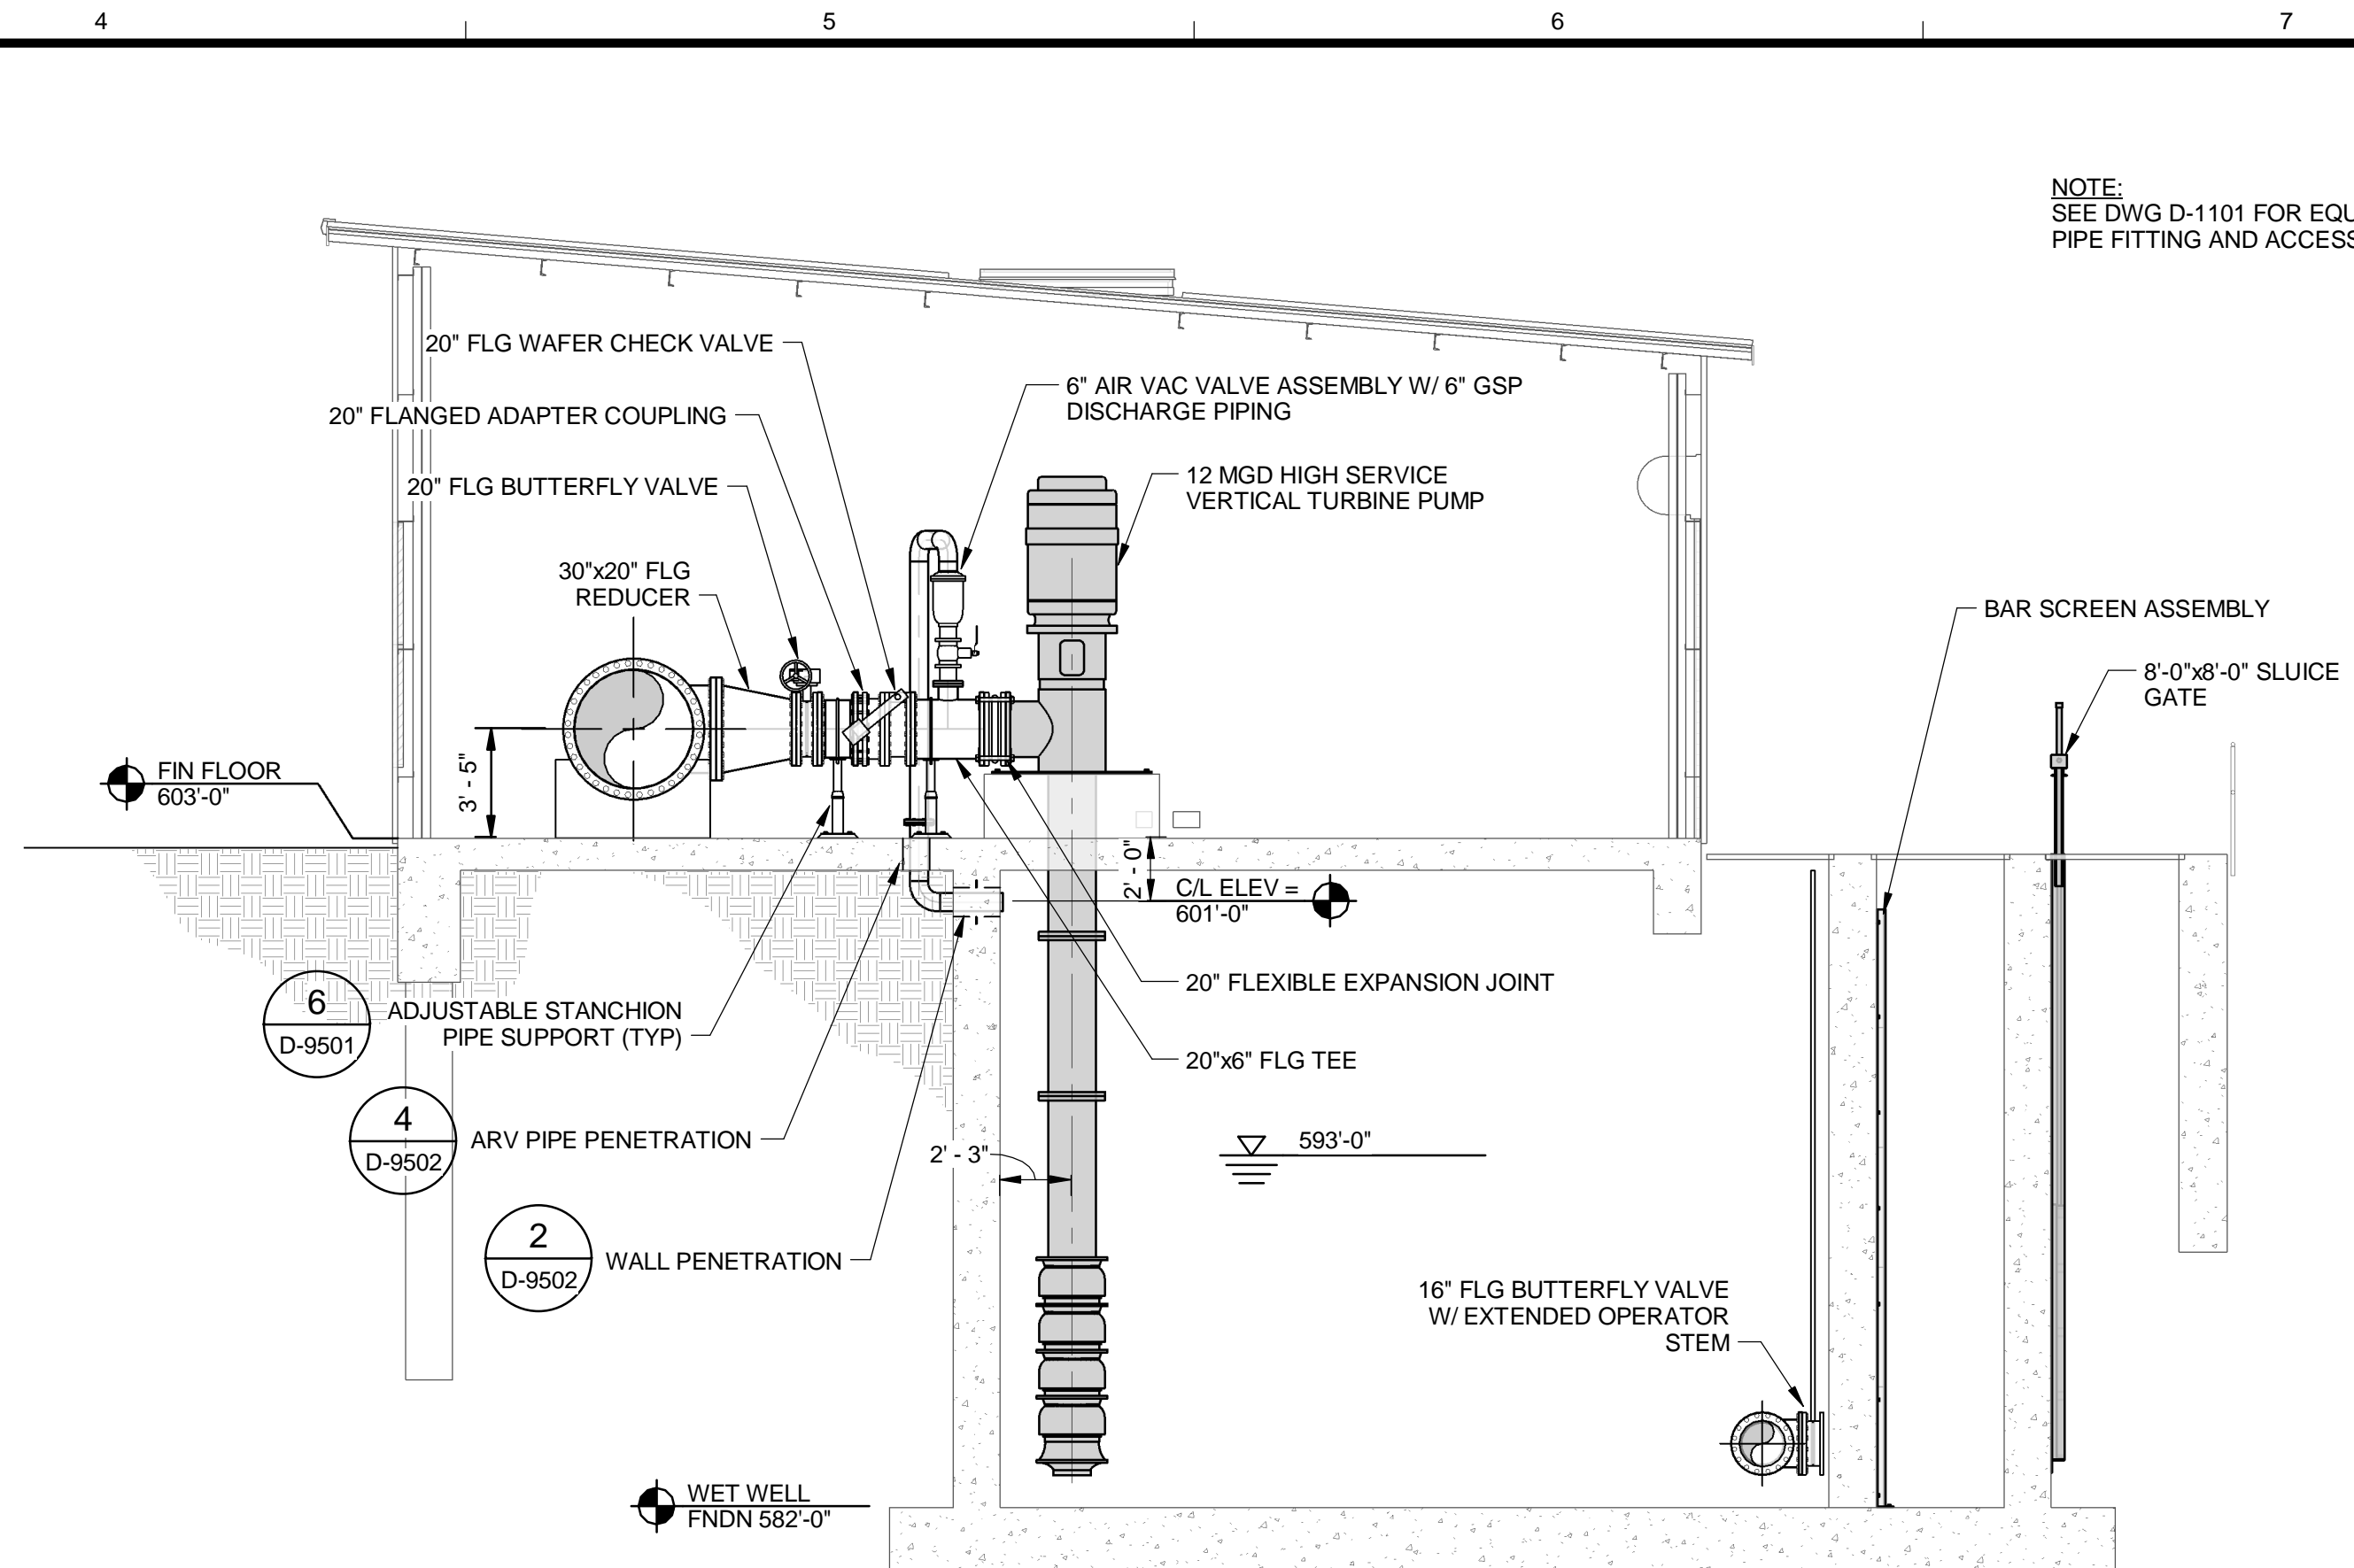 4
5
6
7
NOTE:
SEE DWG D-1101 FOR EQU
PIPE FITTING AND ACCESS
20" FLG WAFER CHECK VALVE
6" AIR VAC VALVE ASSEMBLY W/ 6" GSP
DISCHARGE PIPING
20" FLANGED ADAPTER COUPLING
12 MGD HIGH SERVICE
VERTICAL TURBINE PUMP
20" FLG BUTTERFLY VALVE
30"x20" FLG
REDUCER
BAR SCREEN ASSEMBLY
8'-0"x8'-0" SLUICE
GATE
FIN FLOOR
603'-0"
3' - 5"
2' - 0"
C/L ELEV =
601'-0"
20" FLEXIBLE EXPANSION JOINT
6
D-9501
ADJUSTABLE STANCHION
PIPE SUPPORT (TYP)
20"x6" FLG TEE
4
D-9502
ARV PIPE PENETRATION
2' - 3"
593'-0"
2
D-9502
WALL PENETRATION
16" FLG BUTTERFLY VALVE
W/ EXTENDED OPERATOR
STEM
WET WELL
FNDN 582'-0"